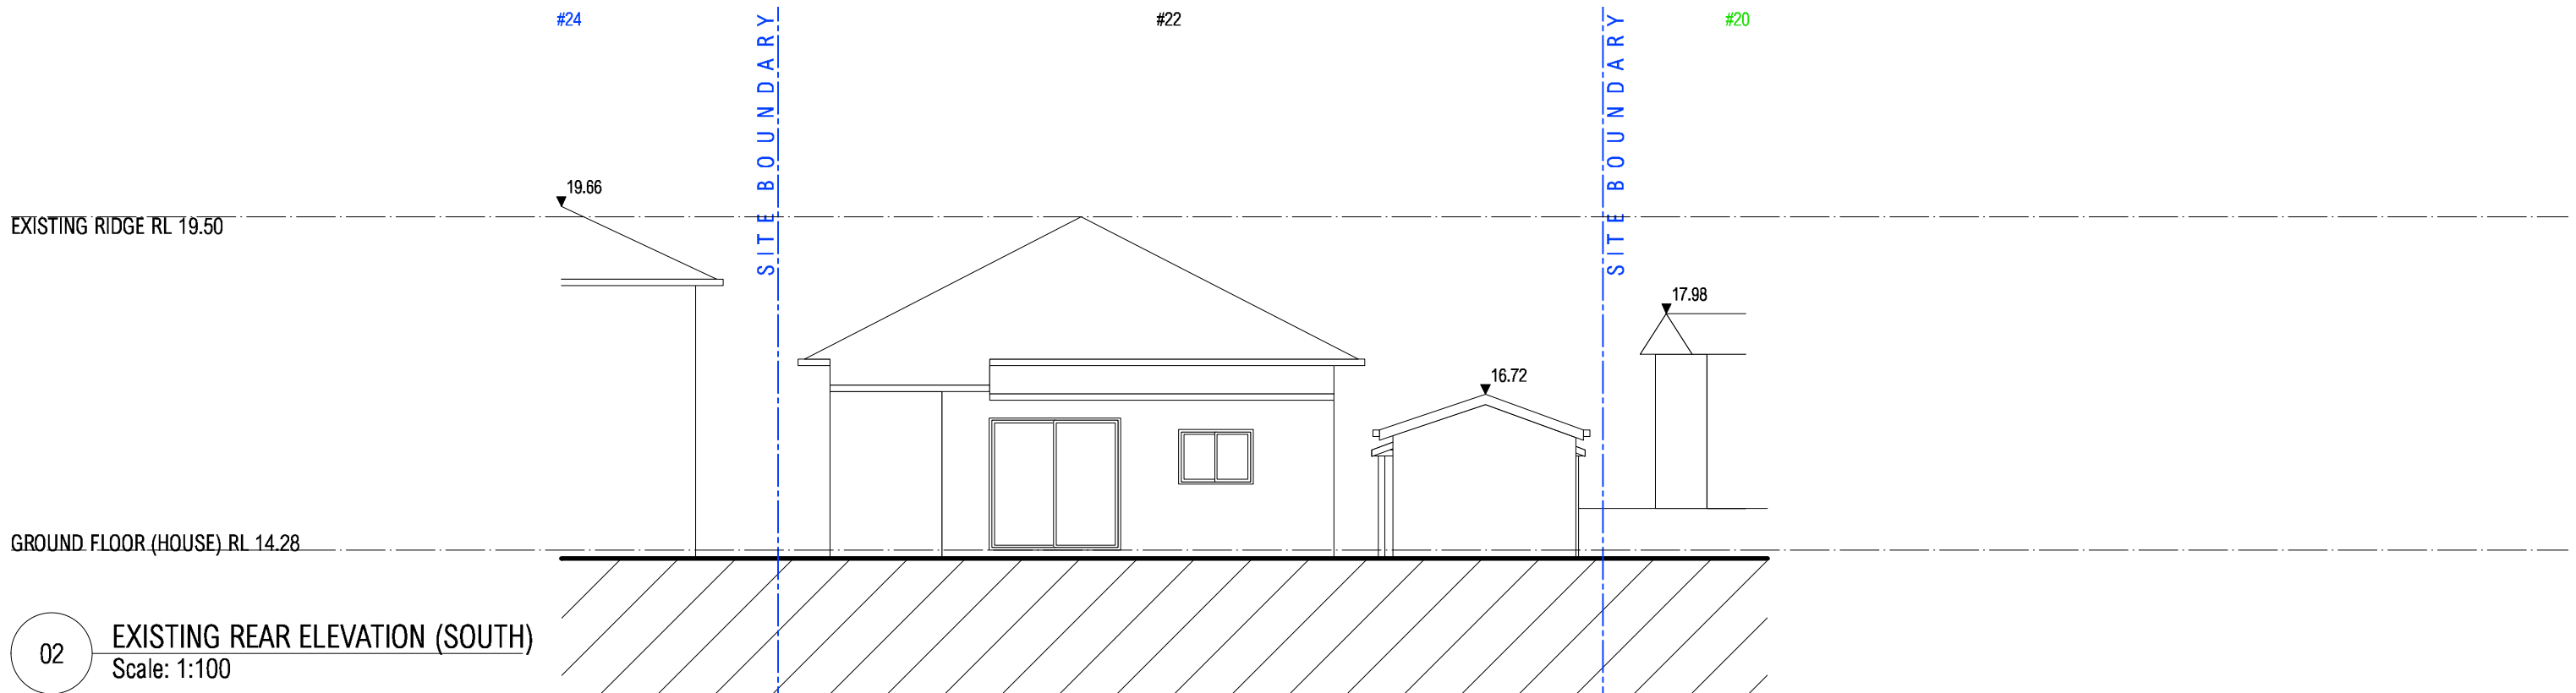 #24
#22
#20
SITE BOUNDARY
SITE BOUNDARY
19.66
EXISTING RIDGE RL 19.50
17.98
16.72
GROUND FLOOR (HOUSE) RL 14.28
02
EXISTING REAR ELEVATION (SOUTH)
Scale: 1:100